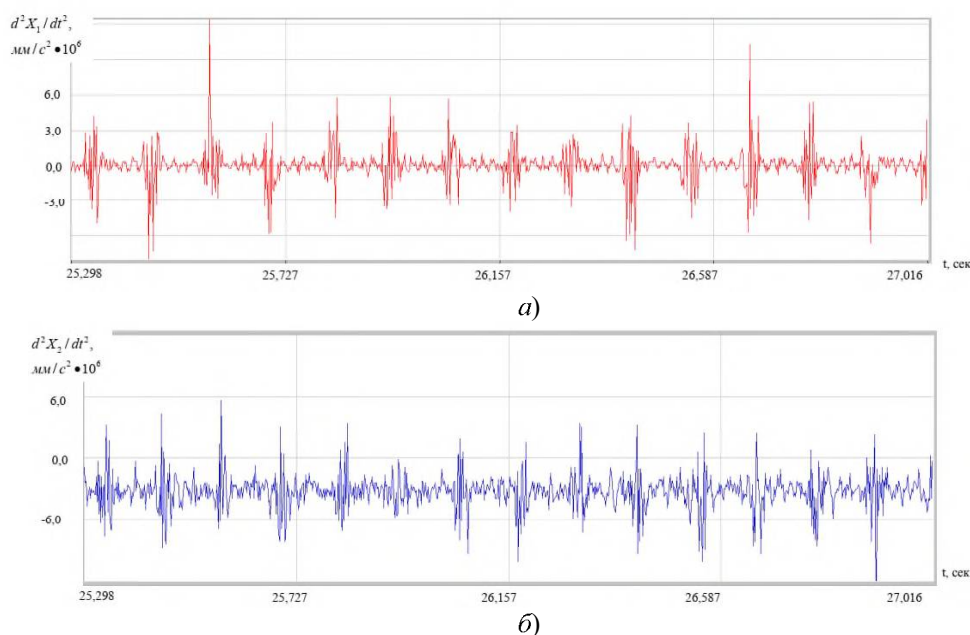 d²X₁/dt²,
мм/с²•10⁶
6,0
3,0
0,0
-3,0
25,298 25,727 26,157 26,587 27,016
t, сек
а)
d²X₂/dt²,
мм/с²•10⁶
6,0
0,0
-6,0
t, сек
25,298 25,727 26,157 26,587 27,016
б)